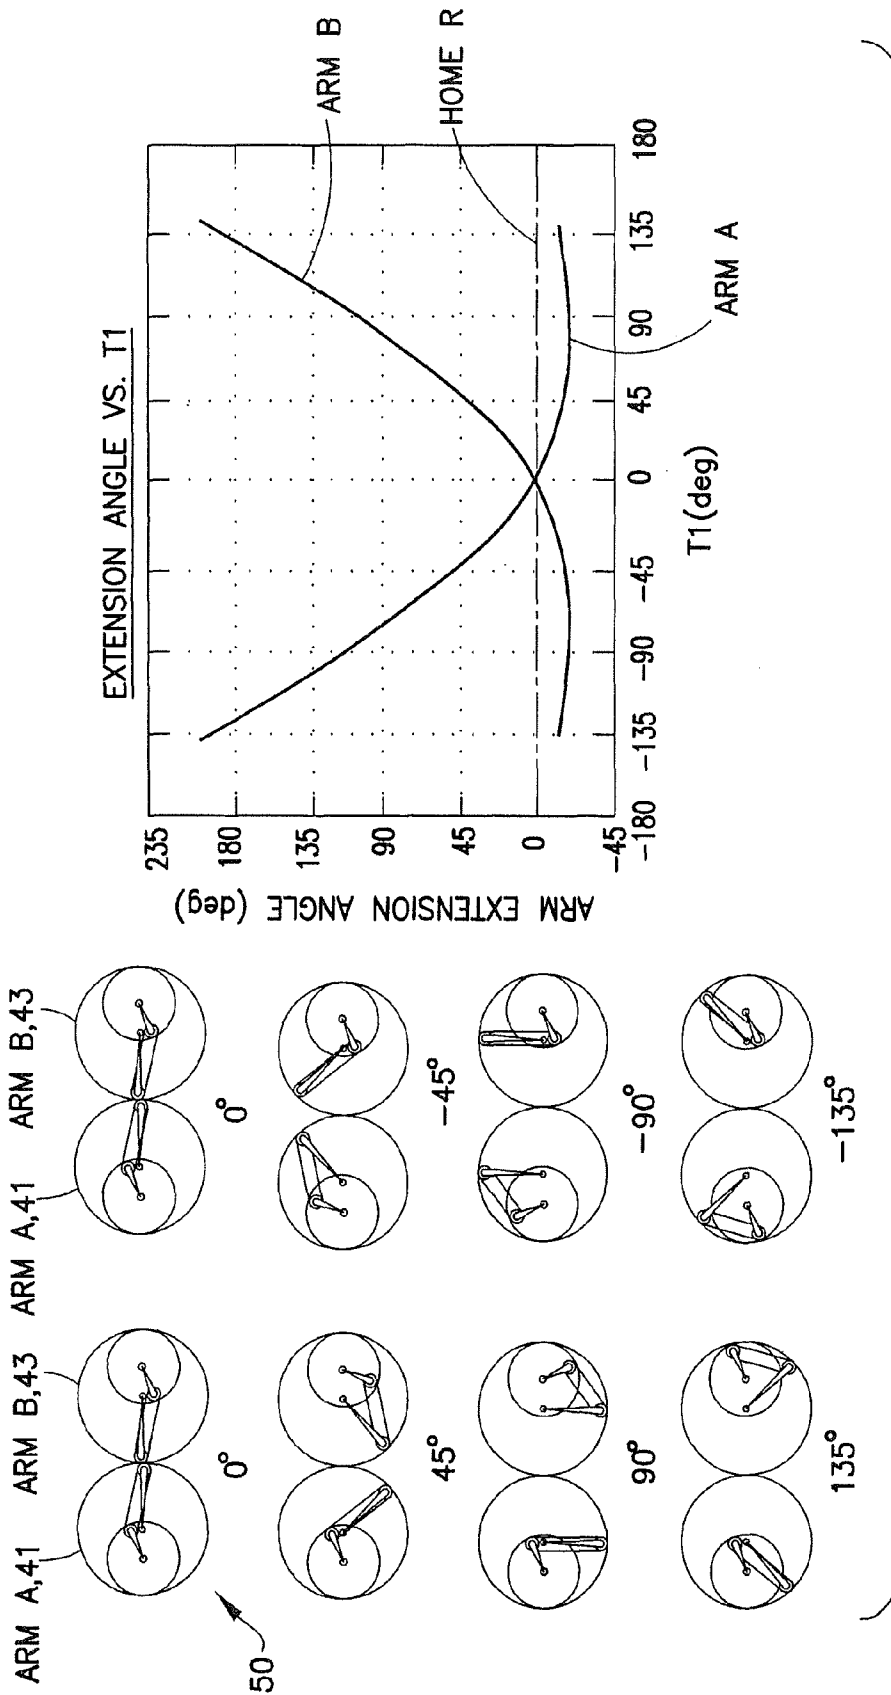 ARM A,41
ARM B,43
ARM A,41
ARM B,43
50
0°
0°
45°
-45°
90°
-90°
135°
-135°
EXTENSION ANGLE VS. T1
ARM EXTENSION ANGLE (deg)
235
180
135
90
45
0
-45
-180
-135
-90
-45
0
45
90
135
180
T1(deg)
ARM B
HOME R
ARM A